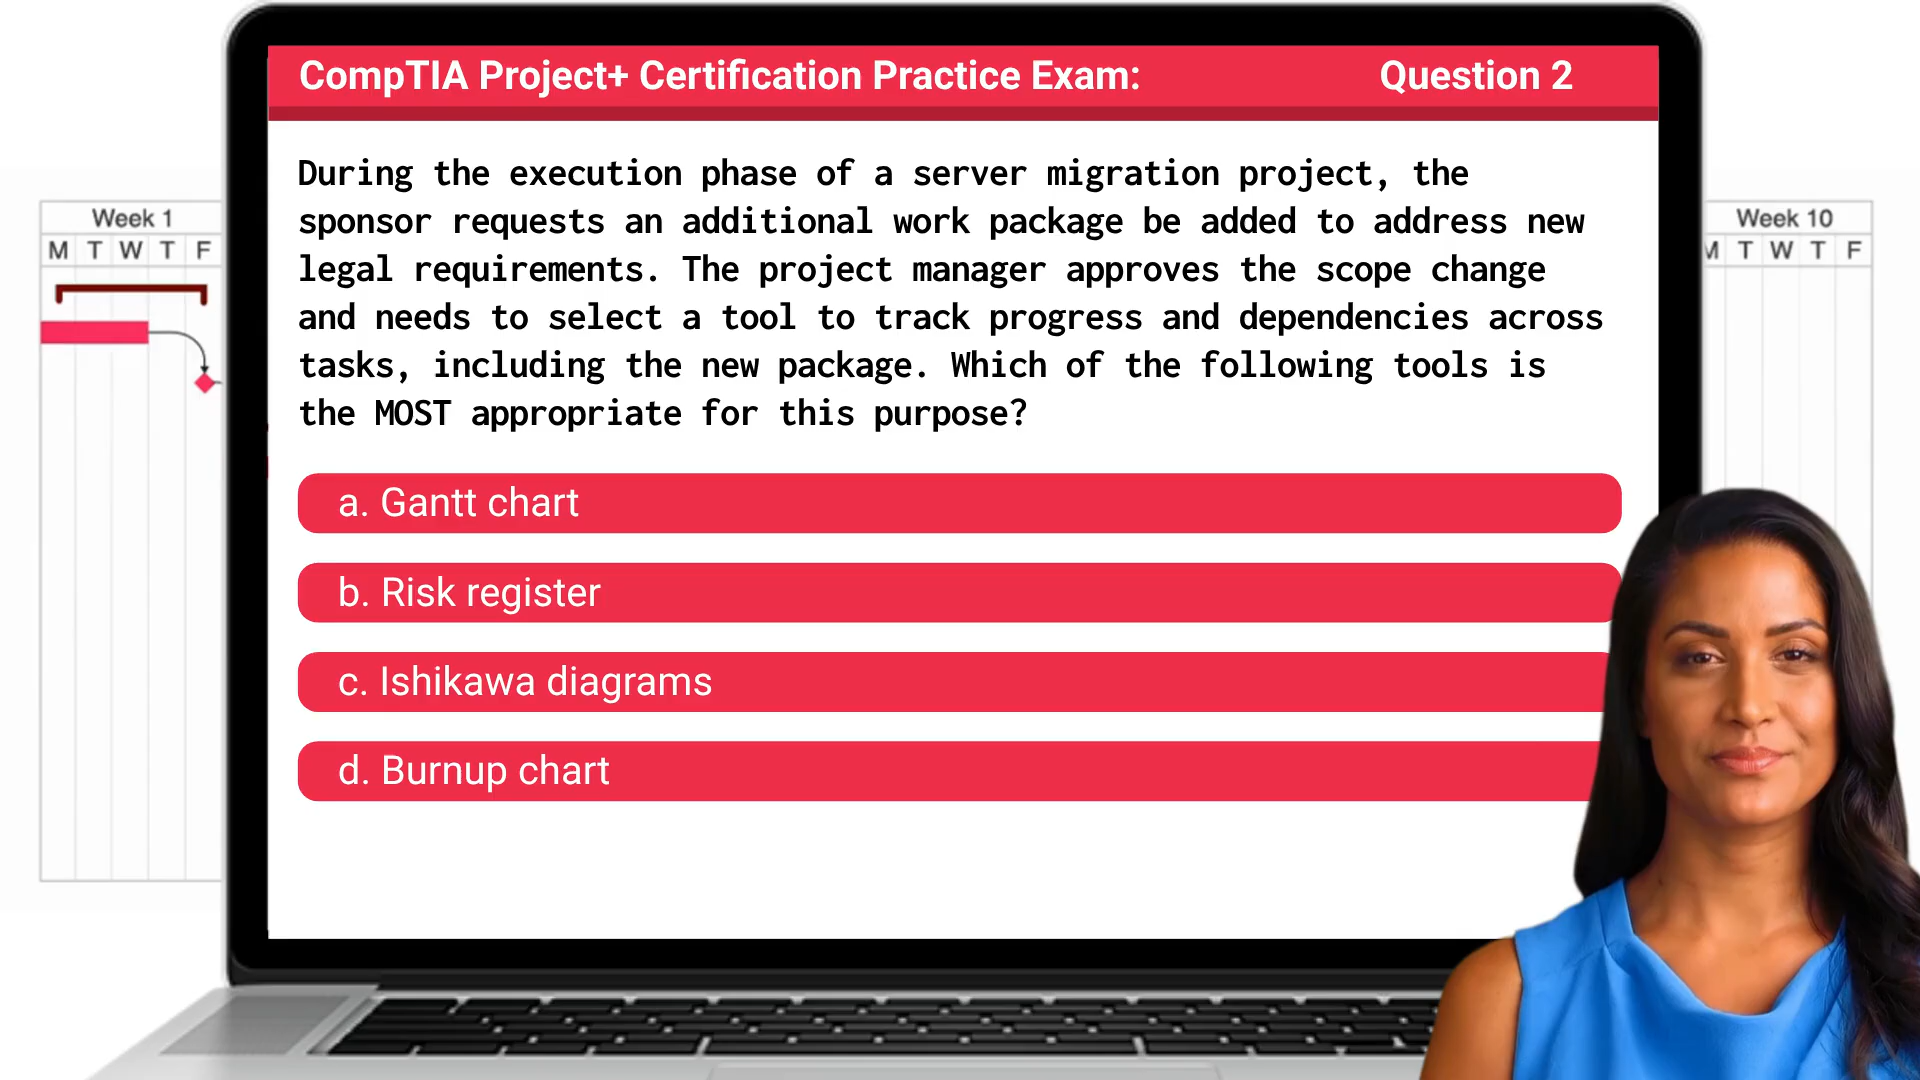 CompTIA Project+ Certification Practice Exam:
Question 2
During the execution phase of a server migration project, the
sponsor requests an additional work package be added to address new
legal requirements. The project manager approves the scope change
and needs to select a tool to track progress and dependencies across
tasks, including the new package. Which of the following tools is
the MOST appropriate for this purpose?
a. Gantt chart
b. Risk register
c. Ishikawa diagrams
d. Burnup chart
Week 1
M T W T F
Week 10
M T W T F